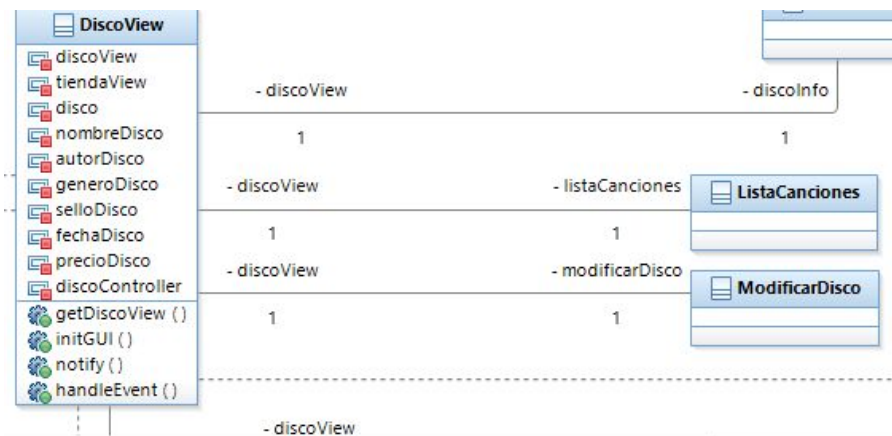 DiscoView
discoView
tiendaView
disco
nombreDisco
autorDisco
generoDisco
selloDisco
fechaDisco
precioDisco
discoController
getDiscoView ()
initGUI ()
notify ()
handleEvent ()
- discoView
- discoInfo
1
1
- discoView
- listaCanciones
1
1
ListaCanciones
- discoView
- modificarDisco
1
1
ModificarDisco
- discoView